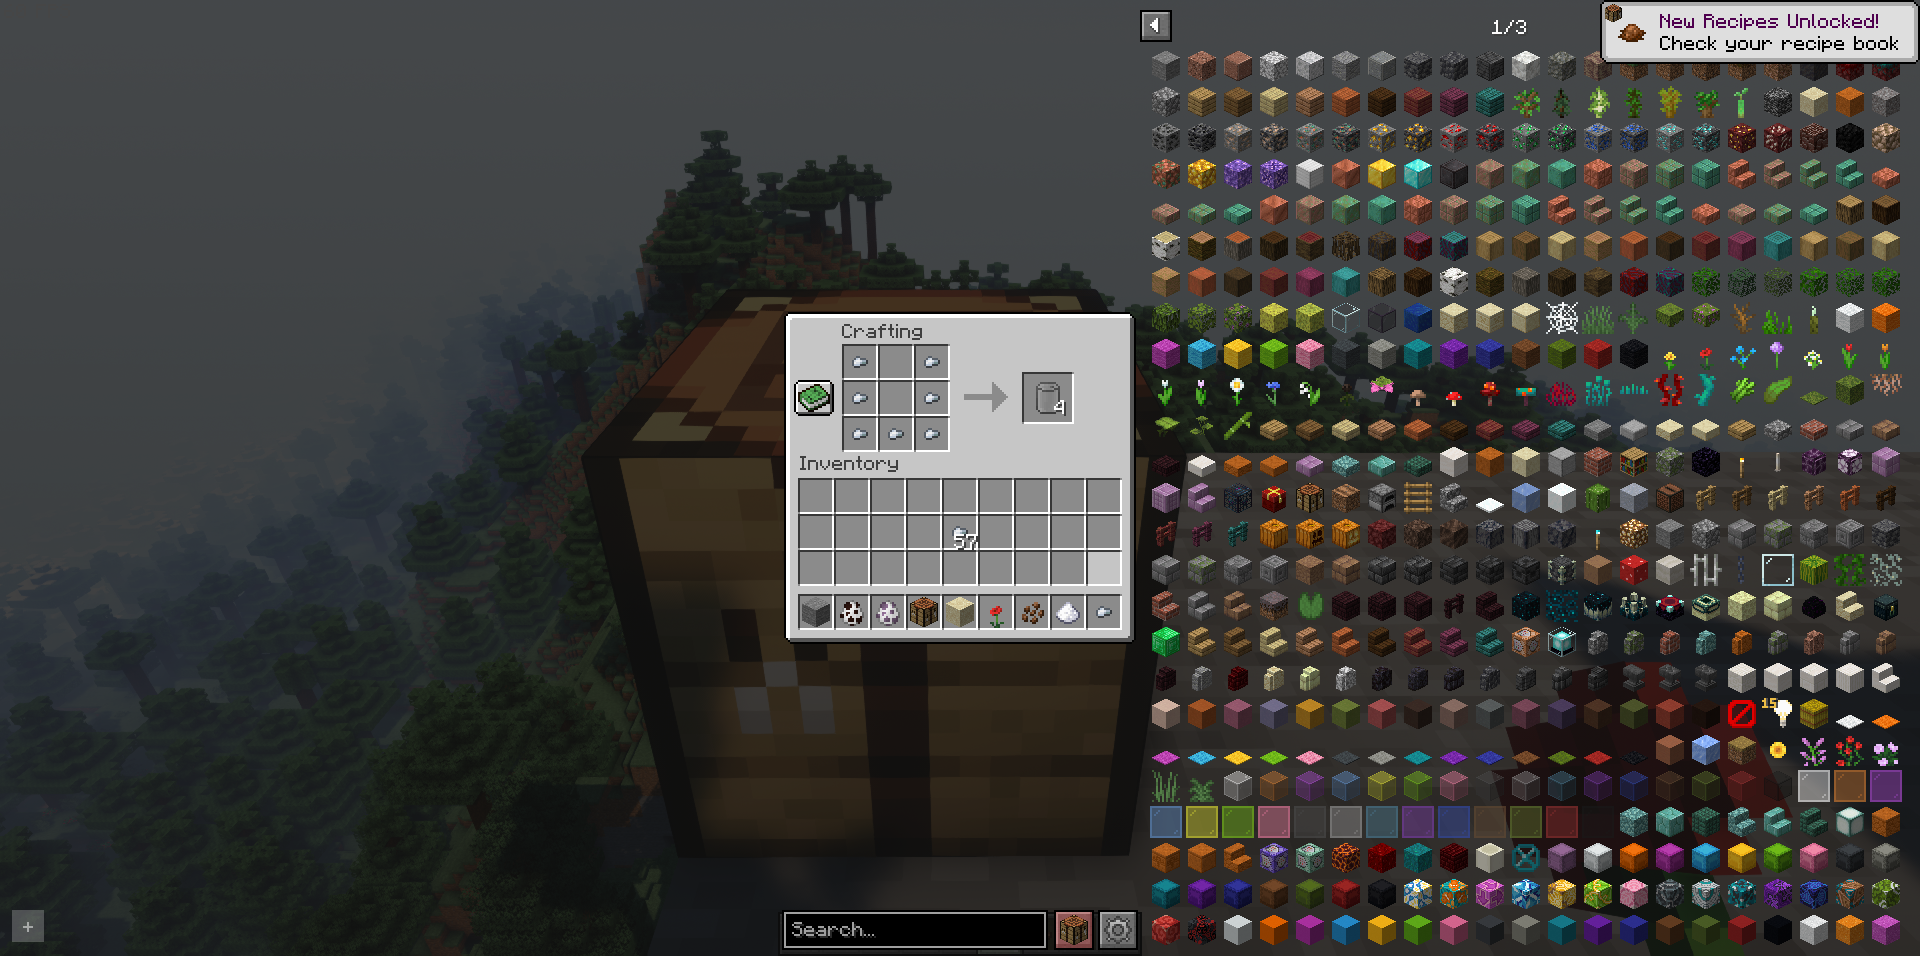 1/3
New Recipes Unlocked!
Check your recipe book
Crafting
4
Inventory
57
15
Search...